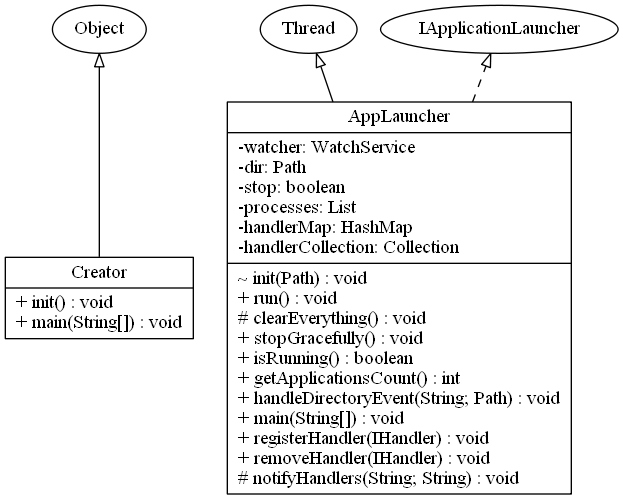 Object
Thread
IApplicationLauncher
AppLauncher
-watcher: WatchService
-dir: Path
-stop: boolean
-processes: List
-handlerMap: HashMap
-handlerCollection: Collection
~ init(Path) : void
+ run() : void
# clearEverything() : void
+ stopGracefully() : void
+ isRunning() : boolean
+ getApplicationsCount() : int
+ handleDirectoryEvent(String; Path) : void
+ main(String[]) : void
+ registerHandler(IHandler) : void
+ removeHandler(IHandler) : void
# notifyHandlers(String; String) : void
Creator
+ init() : void
+ main(String[]) : void